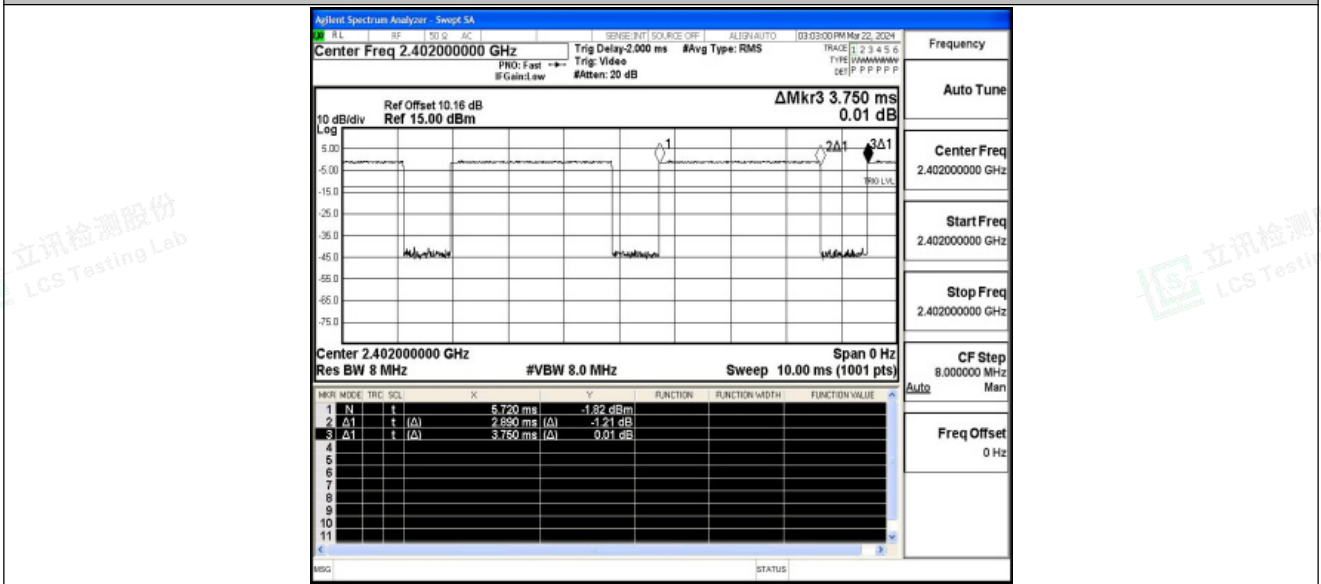 Agilent Spectrum Analyzer - Swept SA
RL RF 50 Ω AC SENSE:INT SOURCE OFF ALIGN AUTO 03:03:00 PM Mar 22, 2024
Center Freq 2.402000000 GHz
PNO: Fast
IFGain:Low
Trig Delay-2.000 ms
Trig: Video
#Atten: 20 dB
#Avg Type: RMS
TRACE 1 2 3 4 5 6
TYPE WWWWWWW
DET P P P P P P
Ref Offset 10.16 dB
10 dB/div Ref 15.00 dBm
Log
ΔMkr3 3.750 ms
0.01 dB
5.00
-5.00
-15.0
-25.0
-35.0
-45.0
-55.0
-65.0
-75.0
1
2Δ1
3Δ1
TRIG LVL
Center 2.402000000 GHz Span 0 Hz
Res BW 8 MHz #VBW 8.0 MHz Sweep 10.00 ms (1001 pts)
MKR MODE TRC SCL X Y FUNCTION FUNCTION WIDTH FUNCTION VALUE
1 N t 5.720 ms -1.82 dBm
2 Δ1 t (Δ) 2.890 ms (Δ) -1.21 dB
3 Δ1 t (Δ) 3.750 ms (Δ) 0.01 dB
4
5
6
7
8
9
10
11
MSG STATUS
Frequency
Auto Tune
Center Freq
2.402000000 GHz
Start Freq
2.402000000 GHz
Stop Freq
2.402000000 GHz
CF Step
8.000000 MHz
Auto Man
Freq Offset
0 Hz
立讯检测股份
LCS Testing Lab
立讯检测
LCS Testi